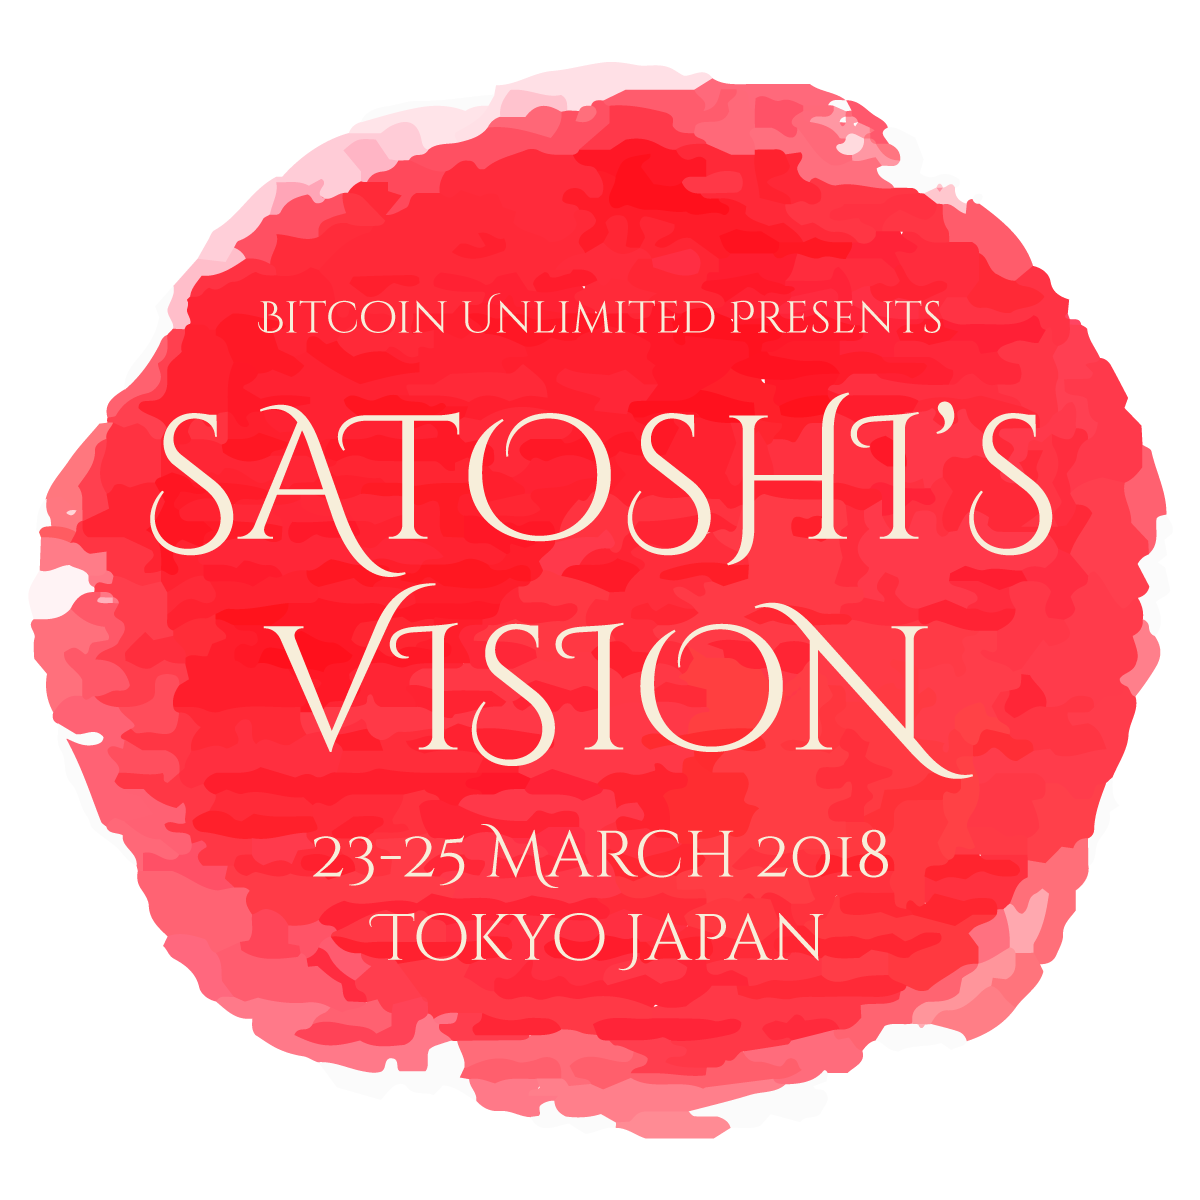 BITCOIN UNLIMITED PRESENTS
SATOSHI'S
VISION
23-25 MARCH 2018
TOKYO JAPAN